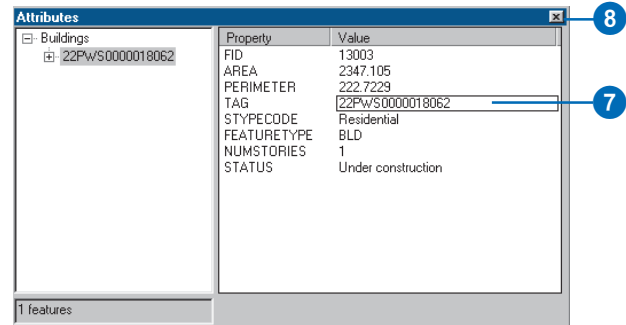 Attributes
8
Buildings
22PWS0000018062
Property Value
FID 13003
AREA 2347.105
PERIMETER 222.7229
TAG 22PWS0000018062
7
STYPECODE Residential
FEATURETYPE BLD
NUMSTORIES 1
STATUS Under construction
1 features